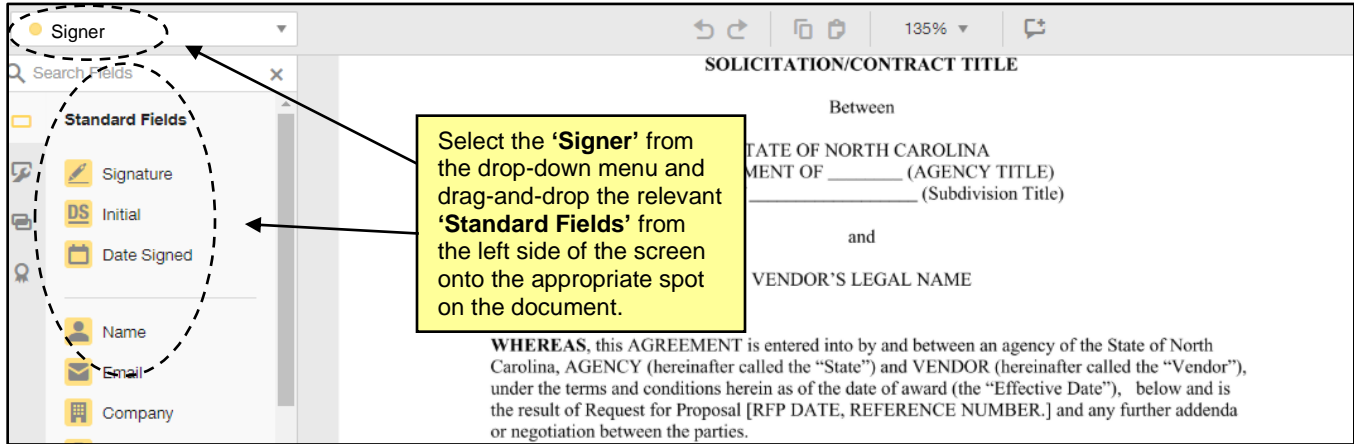 Signer
135%
Search Fields
Standard Fields
Signature
DS Initial
Date Signed
Name
Email
Company
Select the ‘Signer’ from
the drop-down menu and
drag-and-drop the relevant
‘Standard Fields’ from
the left side of the screen
onto the appropriate spot
on the document.
SOLICITATION/CONTRACT TITLE
Between
TATE OF NORTH CAROLINA
MENT OF ________ (AGENCY TITLE)
____________________ (Subdivision Title)
and
VENDOR’S LEGAL NAME
WHEREAS, this AGREEMENT is entered into by and between an agency of the State of North
Carolina, AGENCY (hereinafter called the “State”) and VENDOR (hereinafter called the “Vendor”),
under the terms and conditions herein as of the date of award (the “Effective Date”), below and is
the result of Request for Proposal [RFP DATE, REFERENCE NUMBER.] and any further addenda
or negotiation between the parties.